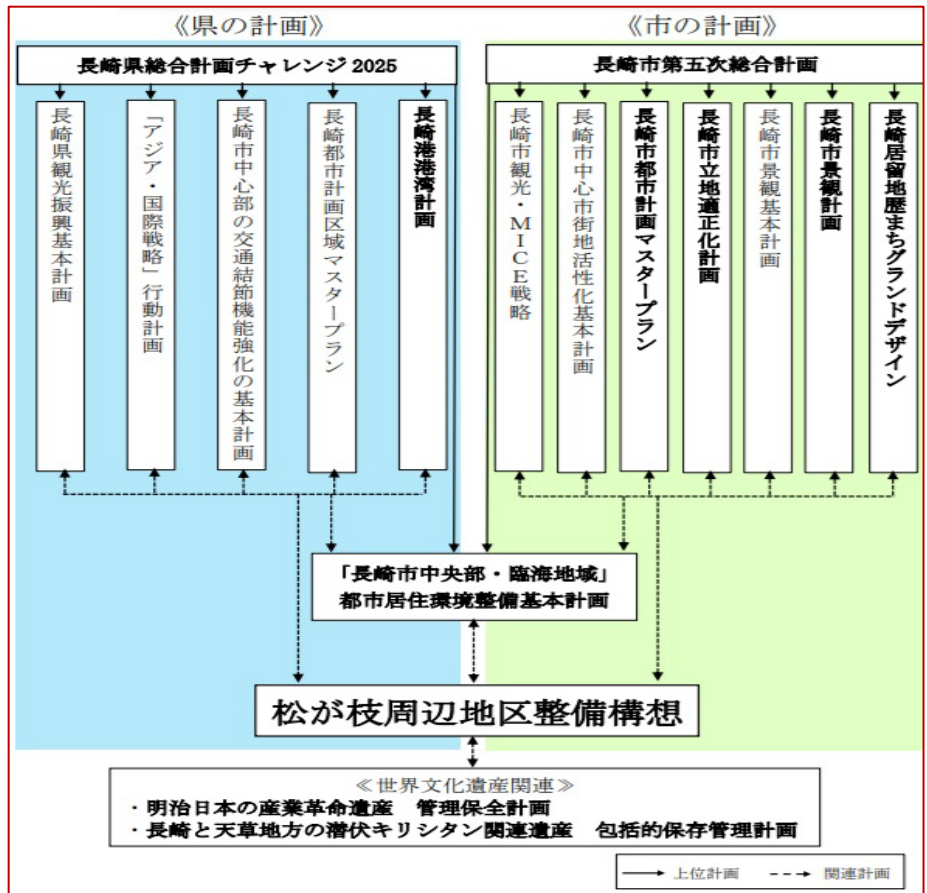 《県の計画》
《市の計画》
長崎県総合計画チャレンジ2025
長崎市第五次総合計画
長崎県観光振興基本計画
「アジア・国際戦略」行動計画
長崎市中心部の交通結節機能強化の基本計画
長崎都市計画区域マスタープラン
長崎港港湾計画
長崎市観光・MICE戦略
長崎市中心市街地活性化基本計画
長崎市都市計画マスタープラン
長崎市立地適正化計画
長崎市景観基本計画
長崎市景観計画
長崎居留地歴まちグランドデザイン
「長崎市中央部・臨海地域」
都市居住環境整備基本計画
松が枝周辺地区整備構想
≪世界文化遺産関連≫
・明治日本の産業革命遺産　管理保全計画
・長崎と天草地方の潜伏キリシタン関連遺産　包括的保存管理計画
上位計画
関連計画